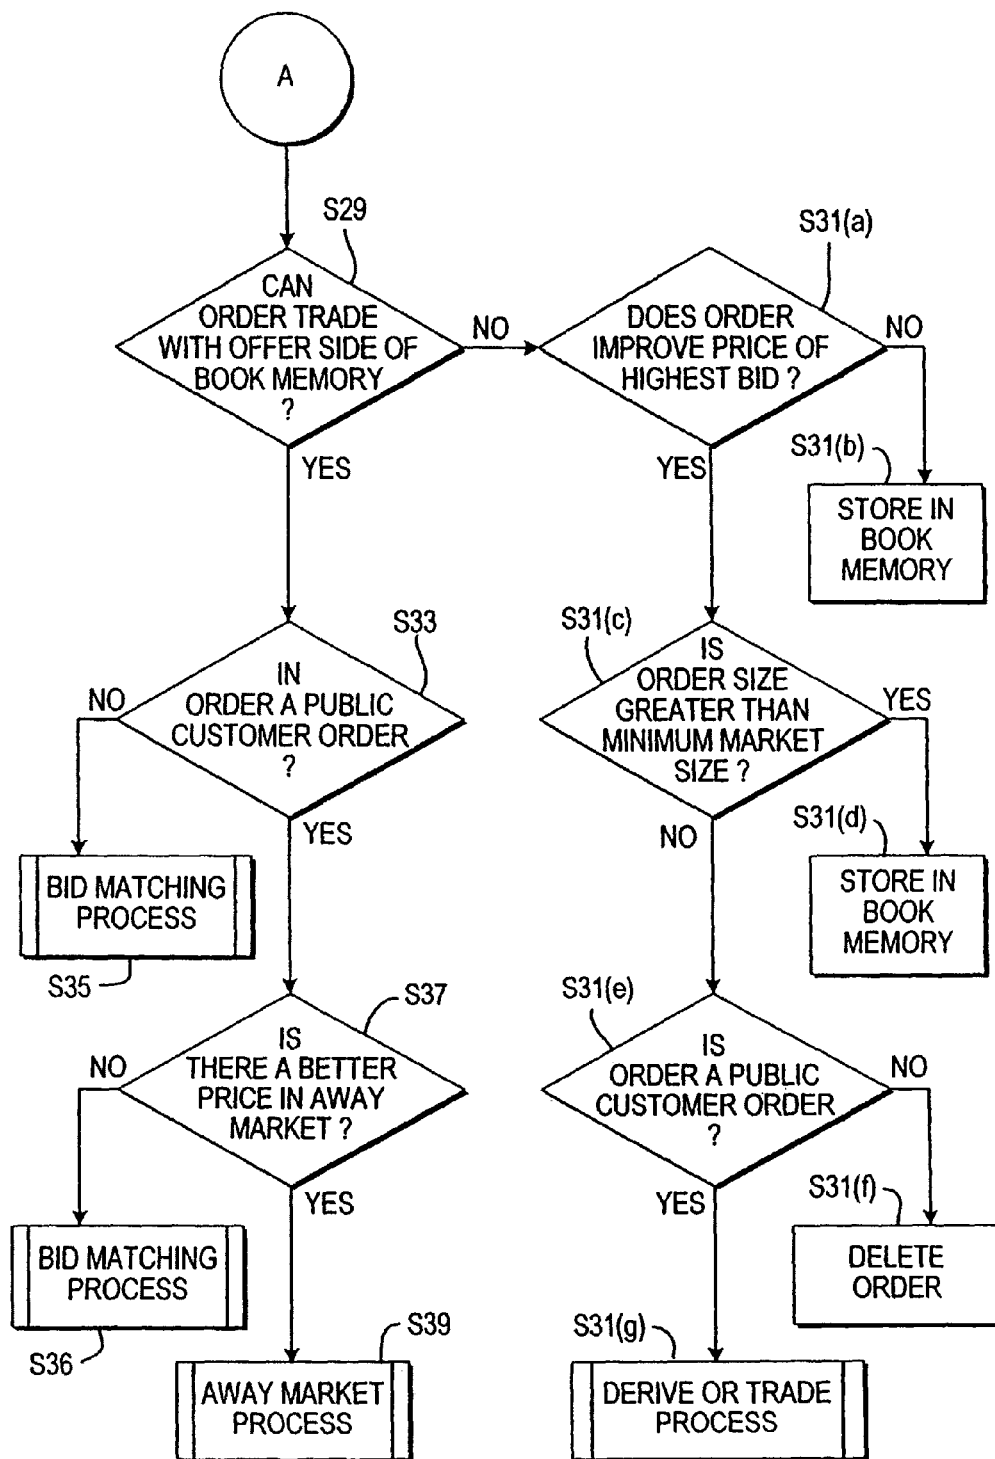 A
S29
CAN
ORDER TRADE
WITH OFFER SIDE OF
BOOK MEMORY
?
NO
YES
S31(a)
DOES ORDER
IMPROVE PRICE OF
HIGHEST BID ?
NO
YES
S31(b)
STORE IN
BOOK
MEMORY
S33
IN
ORDER A PUBLIC
CUSTOMER ORDER
?
NO
YES
S31(c)
IS
ORDER SIZE
GREATER THAN
MINIMUM MARKET
SIZE ?
YES
NO
BID MATCHING
PROCESS
S35
S31(d)
STORE IN
BOOK
MEMORY
S37
IS
THERE A BETTER
PRICE IN AWAY
MARKET ?
NO
YES
S31(e)
IS
ORDER A PUBLIC
CUSTOMER ORDER
?
NO
YES
BID MATCHING
PROCESS
S36
S31(f)
DELETE
ORDER
S39
AWAY MARKET
PROCESS
S31(g)
DERIVE OR TRADE
PROCESS